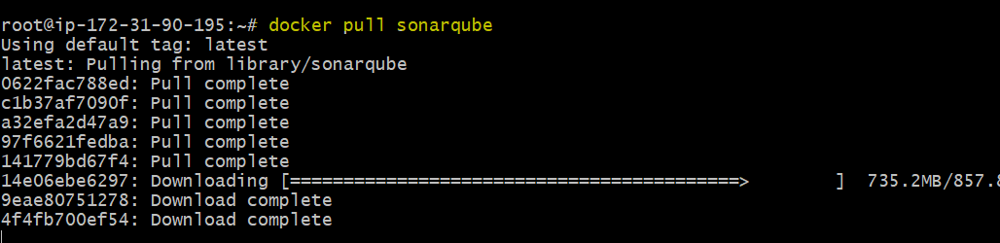 root@ip-172-31-90-195:~# docker pull sonarqube
Using default tag: latest
latest: Pulling from library/sonarqube
0622fac788ed: Pull complete
c1b37af7090f: Pull complete
a32efa2d47a9: Pull complete
97f6621fedba: Pull complete
141779bd67f4: Pull complete
14e06ebe6297: Downloading [==========================================>        ]  735.2MB/857.8
9eae80751278: Download complete
4f4fb700ef54: Download complete